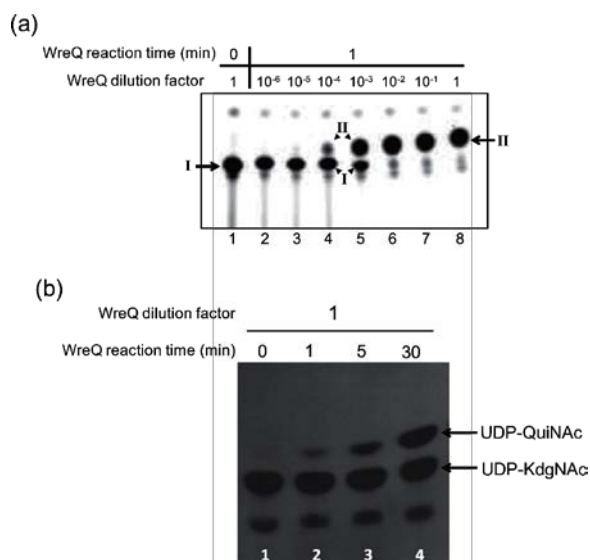 (a)
WreQ reaction time (min) 0 1
WreQ dilution factor 1 10⁻⁶ 10⁻⁵ 10⁻⁴ 10⁻³ 10⁻² 10⁻¹ 1
II II
I I
1 2 3 4 5 6 7 8
(b)
WreQ dilution factor 1
WreQ reaction time (min) 0 1 5 30
UDP-QuiNAc
UDP-KdgNAc
1 2 3 4